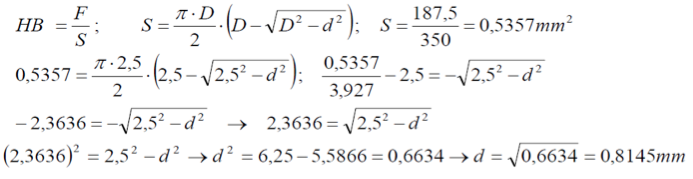 HB = F/S ; S = π·D/2 · (D − √D² − d²); S = 187,5/350 = 0,5357mm²
0,5357 = π·2,5/2 · (2,5 − √2,5² − d²); 0,5357/3,927 − 2,5 = −√2,5² − d²
− 2,3636 = −√2,5² − d² → 2,3636 = √2,5² − d²
(2,3636)² = 2,5² − d² → d² = 6,25 − 5,5866 = 0,6634 → d = √0,6634 = 0,8145mm